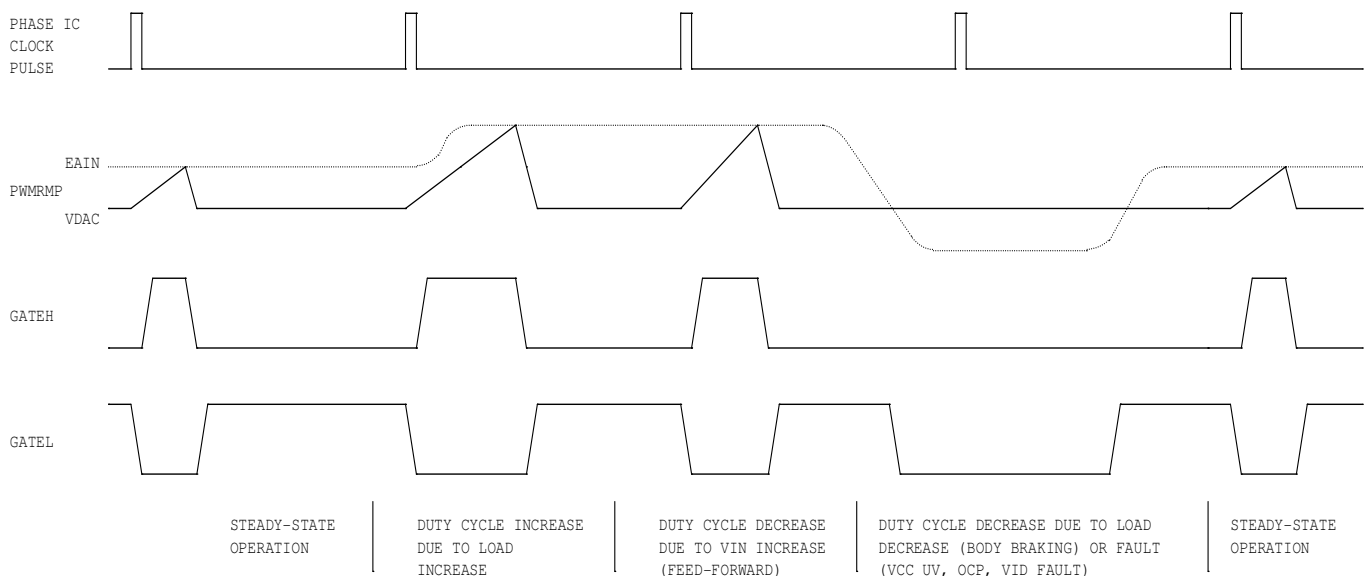 PHASE IC
CLOCK
PULSE
EAIN
PWMRMP
VDAC
GATEH
GATEL
STEADY-STATE
OPERATION
DUTY CYCLE INCREASE
DUE TO LOAD
INCREASE
DUTY CYCLE DECREASE
DUE TO VIN INCREASE
(FEED-FORWARD)
DUTY CYCLE DECREASE DUE TO LOAD
DECREASE (BODY BRAKING) OR FAULT
(VCC UV, OCP, VID FAULT)
STEADY-STATE
OPERATION